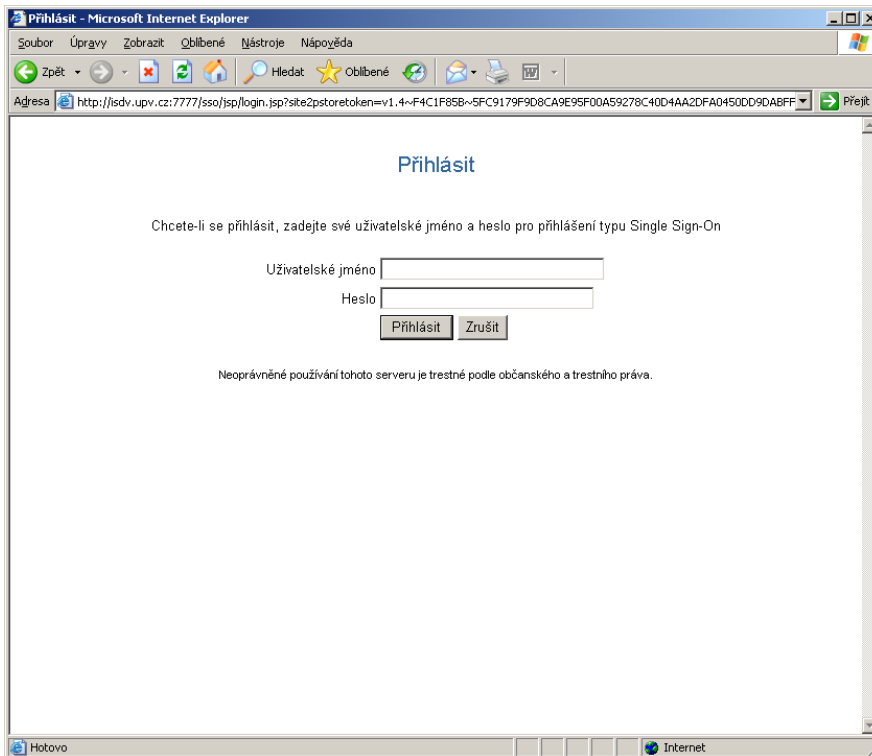 Přihlásit - Microsoft Internet Explorer
Soubor Úpravy Zobrazit Oblíbené Nástroje Nápověda
Zpět Hledat Oblíbené
Adresa http://isdv.upv.cz:7777/sso/jsp/login.jsp?site2pstoretoken=v1.4~F4C1F85B~5FC9179F9D8CA9E95F00A59278C40D4AA2DFA0450DD9DABFF Přejít
Přihlásit
Chcete-li se přihlásit, zadejte své uživatelské jméno a heslo pro přihlášení typu Single Sign-On
Uživatelské jméno
Heslo
Přihlásit Zrušit
Neoprávněné používání tohoto serveru je trestné podle občanského a trestního práva.
Hotovo Internet